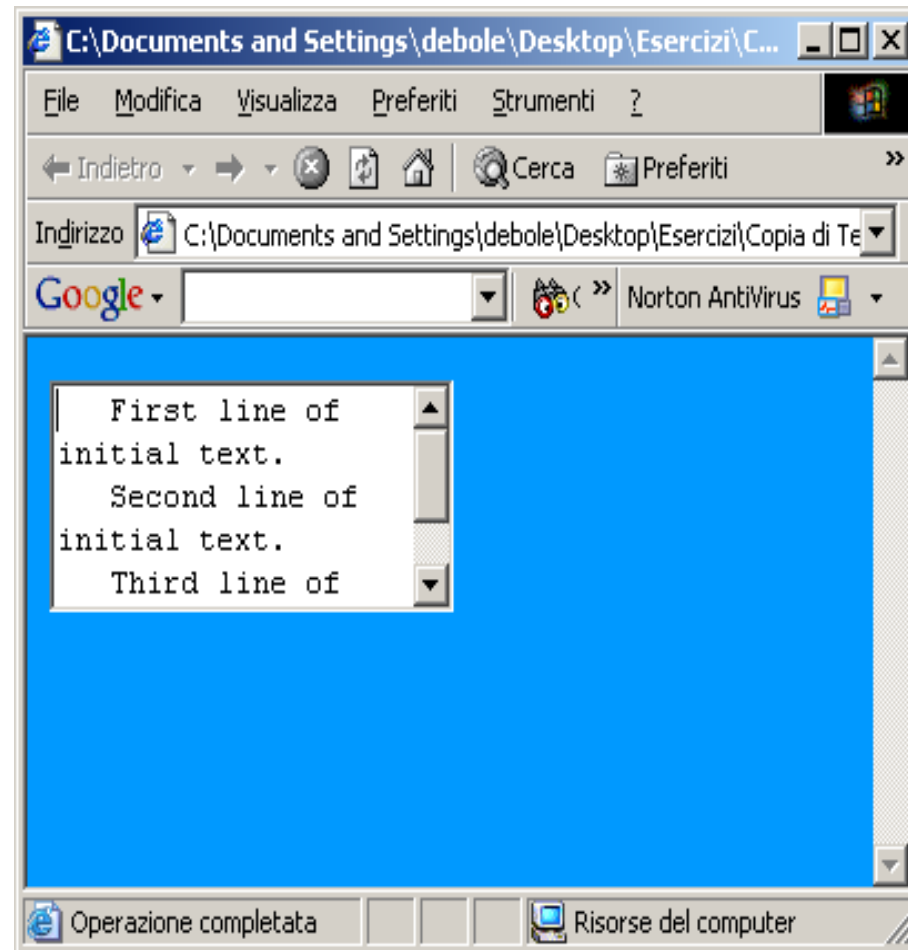 C:\Documents and Settings\debole\Desktop\Esercizi\C...
File Modifica Visualizza Preferiti Strumenti ?
Indietro Cerca Preferiti »
Indirizzo C:\Documents and Settings\debole\Desktop\Esercizi\Copia di Te
Google » Norton AntiVirus
First line of
initial text.
Second line of
initial text.
Third line of
Operazione completata Risorse del computer